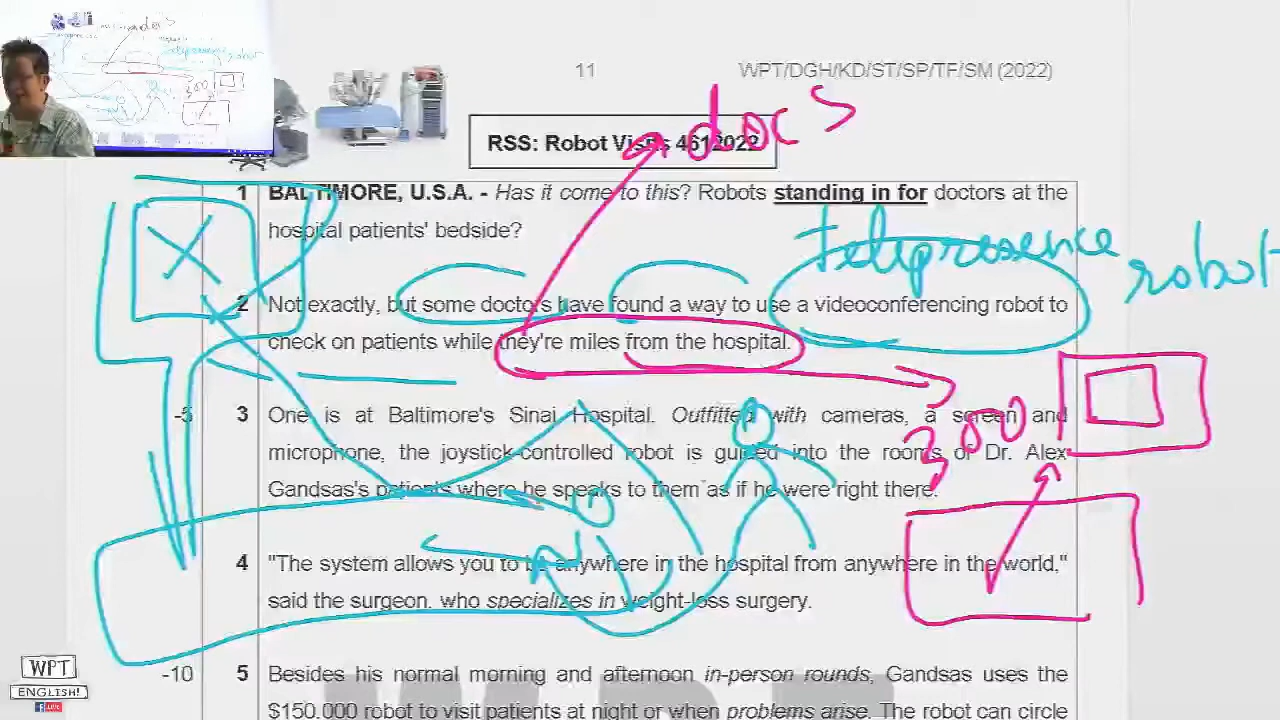 11
WPT/DGH/KD/ST/SP/TF/SM (2022)
docs
RSS: Robot Visits 4612022
1 BALTIMORE, U.S.A. - Has it come to this? Robots standing in for doctors at the
hospital patients' bedside?
telepresence
robot
2 Not exactly, but some doctors have found a way to use a videoconferencing robot to
check on patients while they're miles from the hospital.
300
-5 3 One is at Baltimore's Sinai Hospital. Outfitted with cameras, a screen and
microphone, the joystick-controlled robot is guided into the rooms of Dr. Alex
Gandsas's patients where he speaks to them as if he were right there.
4 "The system allows you to be anywhere in the hospital from anywhere in the world,"
said the surgeon. who specializes in weight-loss surgery.
-10 5 Besides his normal morning and afternoon in-person rounds, Gandsas uses the
$150.000 robot to visit patients at night or when problems arise. The robot can circle
WPT
ENGLISH!